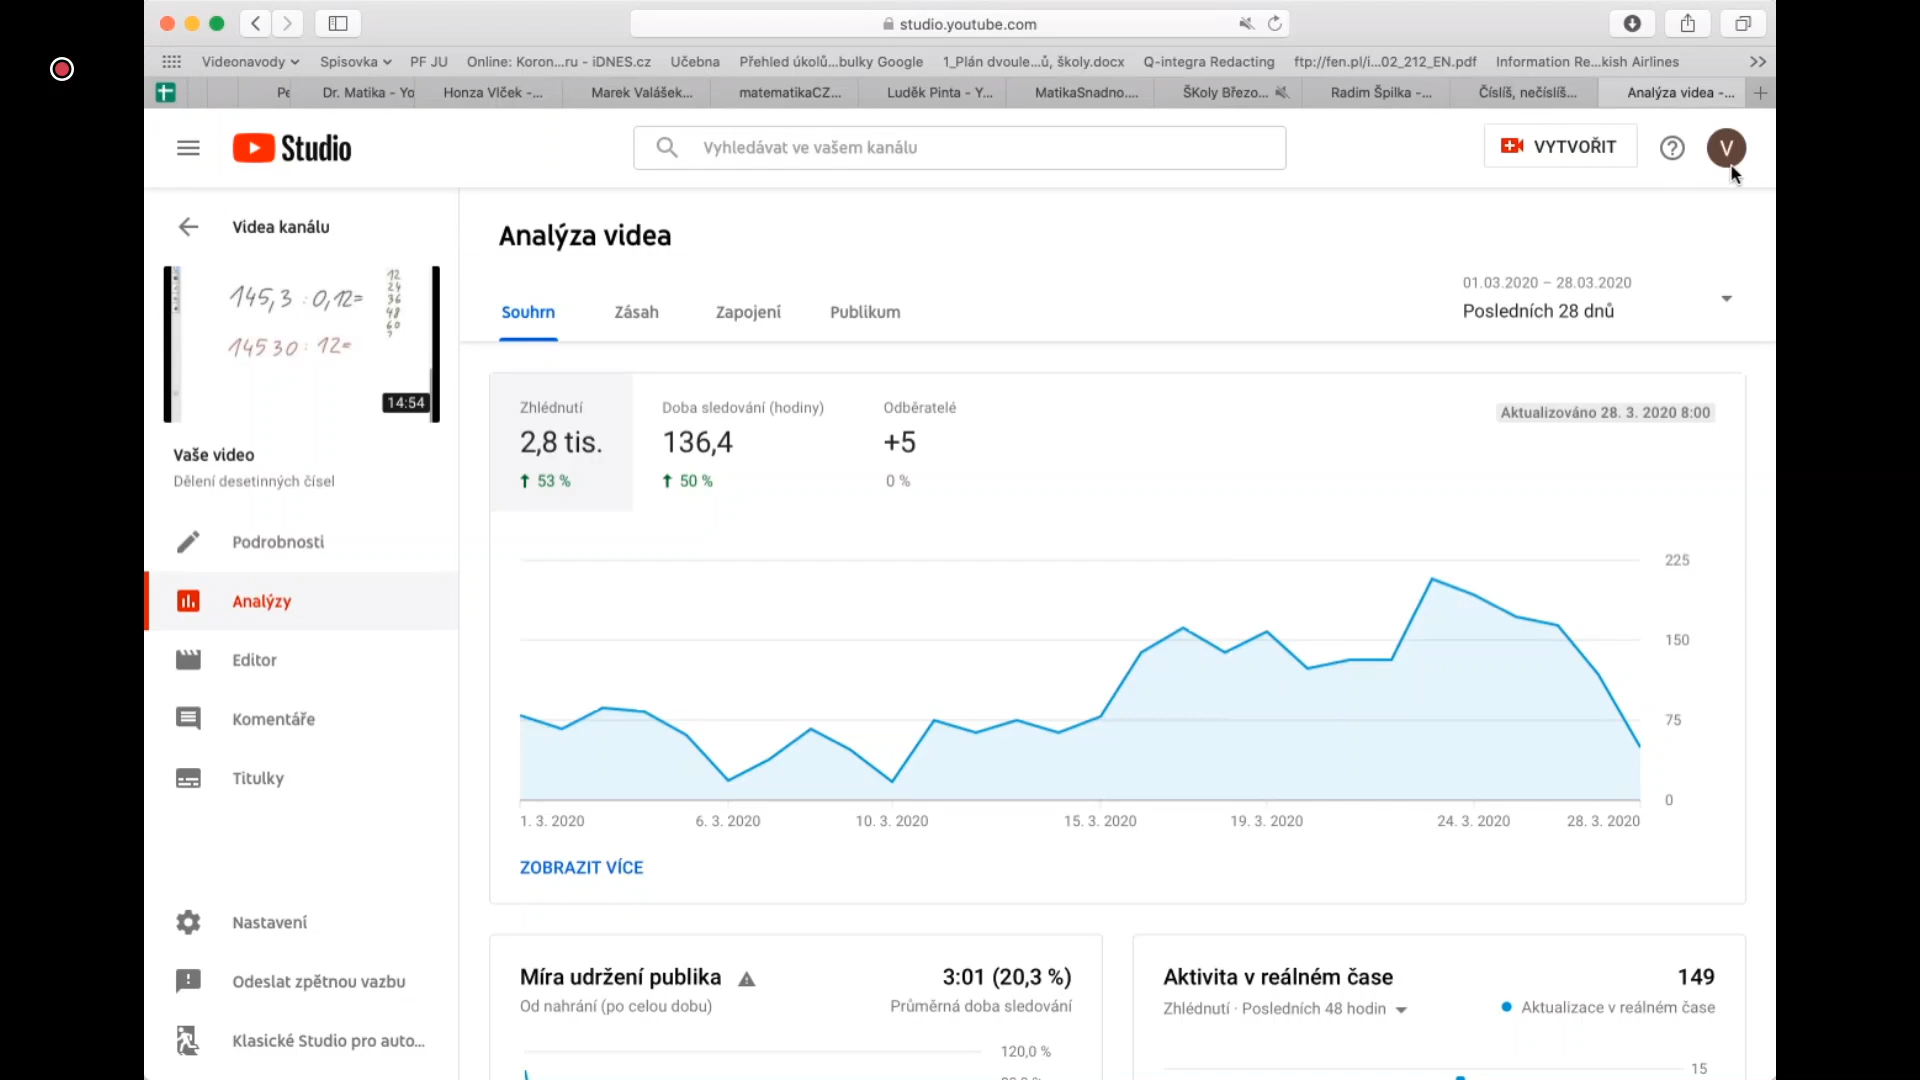 studio.youtube.com
Videonavody Spisovka PF JU Online: Koron...ru - iDNES.cz Učebna Přehled úkolů...bulky Google 1_Plán dvoule...ů, školy.docx Q-integra Redacting ftp://fen.pl/i...02_212_EN.pdf Information Re...kish Airlines
Dr. Matika - Yo Honza Vlček -... Marek Valášek... matematikaCZ... Luděk Pinta - Y... MatikaSnadno.... ŠKoly Březo... Radim Špilka -... Číslíš, nečíslíš... Analýza videa -...
Studio
Vyhledávat ve vašem kanálu
VYTVOŘIT
V
Videa kanálu
145,3 : 0,12=
14530 : 12=
12
24
36
48
60
14:54
Vaše video
Dělení desetinných čísel
Podrobnosti
Analýzy
Editor
Komentáře
Titulky
Nastavení
Odeslat zpětnou vazbu
Klasické Studio pro auto...
Analýza videa
Souhrn Zásah Zapojení Publikum
01.03.2020 – 28.03.2020
Posledních 28 dnů
Zhlédnutí
2,8 tis.
53 %
Doba sledování (hodiny)
136,4
50 %
Odběratelé
+5
0 %
Aktualizováno 28. 3. 2020 8:00
225
150
75
0
1. 3. 2020 6. 3. 2020 10. 3. 2020 15. 3. 2020 19. 3. 2020 24. 3. 2020 28. 3. 2020
ZOBRAZIT VÍCE
Míra udržení publika 3:01 (20,3 %)
Od nahrání (po celou dobu) Průměrná doba sledování
120,0 %
Aktivita v reálném čase 149
Zhlédnutí · Posledních 48 hodin Aktualizace v reálném čase
15